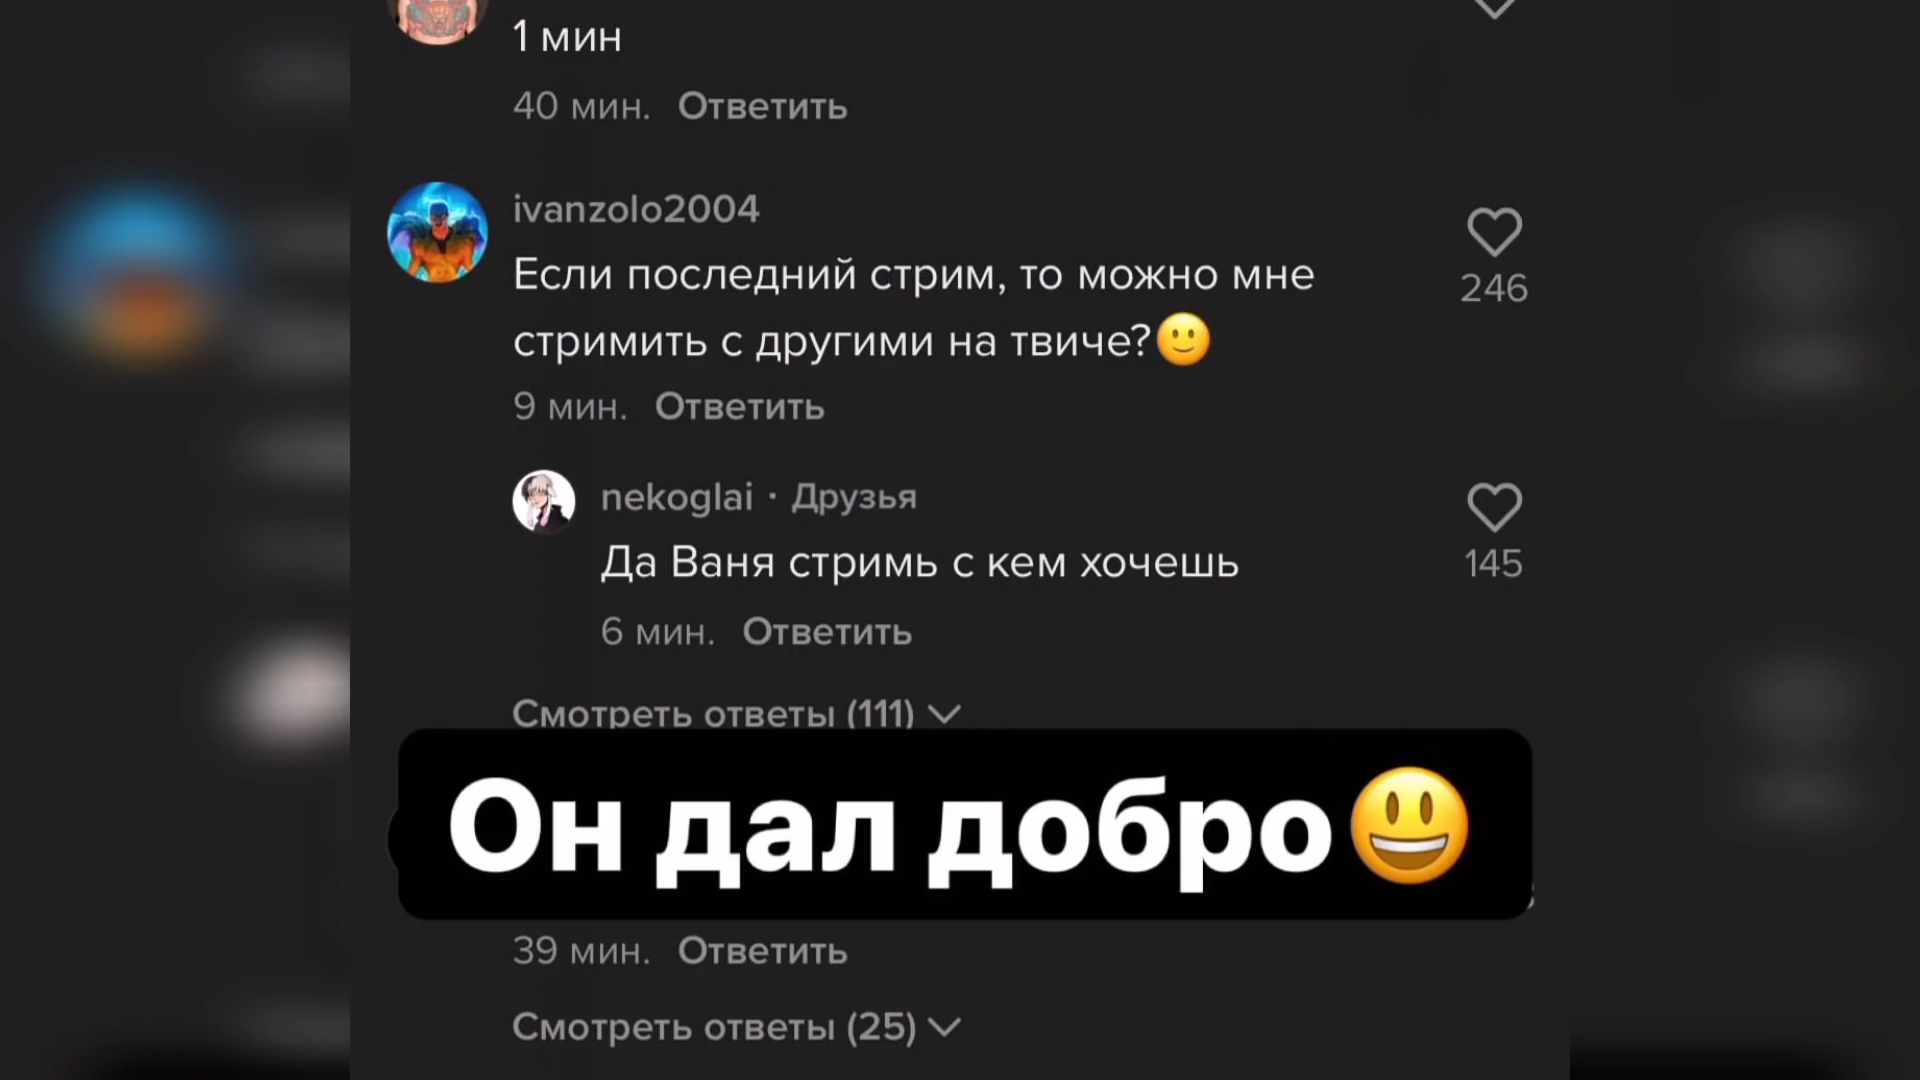 1 мин
40 мин. Ответить
ivanzolo2004
Если последний стрим, то можно мне
стримить с другими на твиче?🙂
246
9 мин. Ответить
nekoglai · Друзья
Да Ваня стримь с кем хочешь
145
6 мин. Ответить
Смотреть ответы (111)
Он дал добро😃
39 мин. Ответить
Смотреть ответы (25)